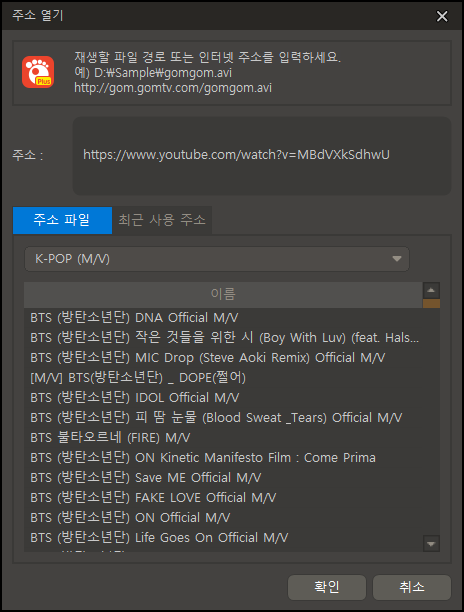 주소 열기
재생할 파일 경로 또는 인터넷 주소를 입력하세요.
예) D:₩Sample₩gomgom.avi
http://gom.gomtv.com/gomgom.avi
Plus
주소 :
https://www.youtube.com/watch?v=MBdVXkSdhwU
주소 파일
최근 사용 주소
K-POP (M/V)
이름
BTS (방탄소년단) DNA Official M/V
BTS (방탄소년단) 작은 것들을 위한 시 (Boy With Luv) (feat. Hals...
BTS (방탄소년단) MIC Drop (Steve Aoki Remix) Official M/V
[M/V] BTS(방탄소년단) _ DOPE(쩔어)
BTS (방탄소년단) IDOL Official M/V
BTS (방탄소년단) 피 땀 눈물 (Blood Sweat _Tears) Official M/V
BTS 불타오르네 (FIRE) M/V
BTS (방탄소년단) ON Kinetic Manifesto Film : Come Prima
BTS (방탄소년단) Save ME Official M/V
BTS (방탄소년단) FAKE LOVE Official M/V
BTS (방탄소년단) ON Official M/V
BTS (방탄소년단) Life Goes On Official M/V
확인
취소